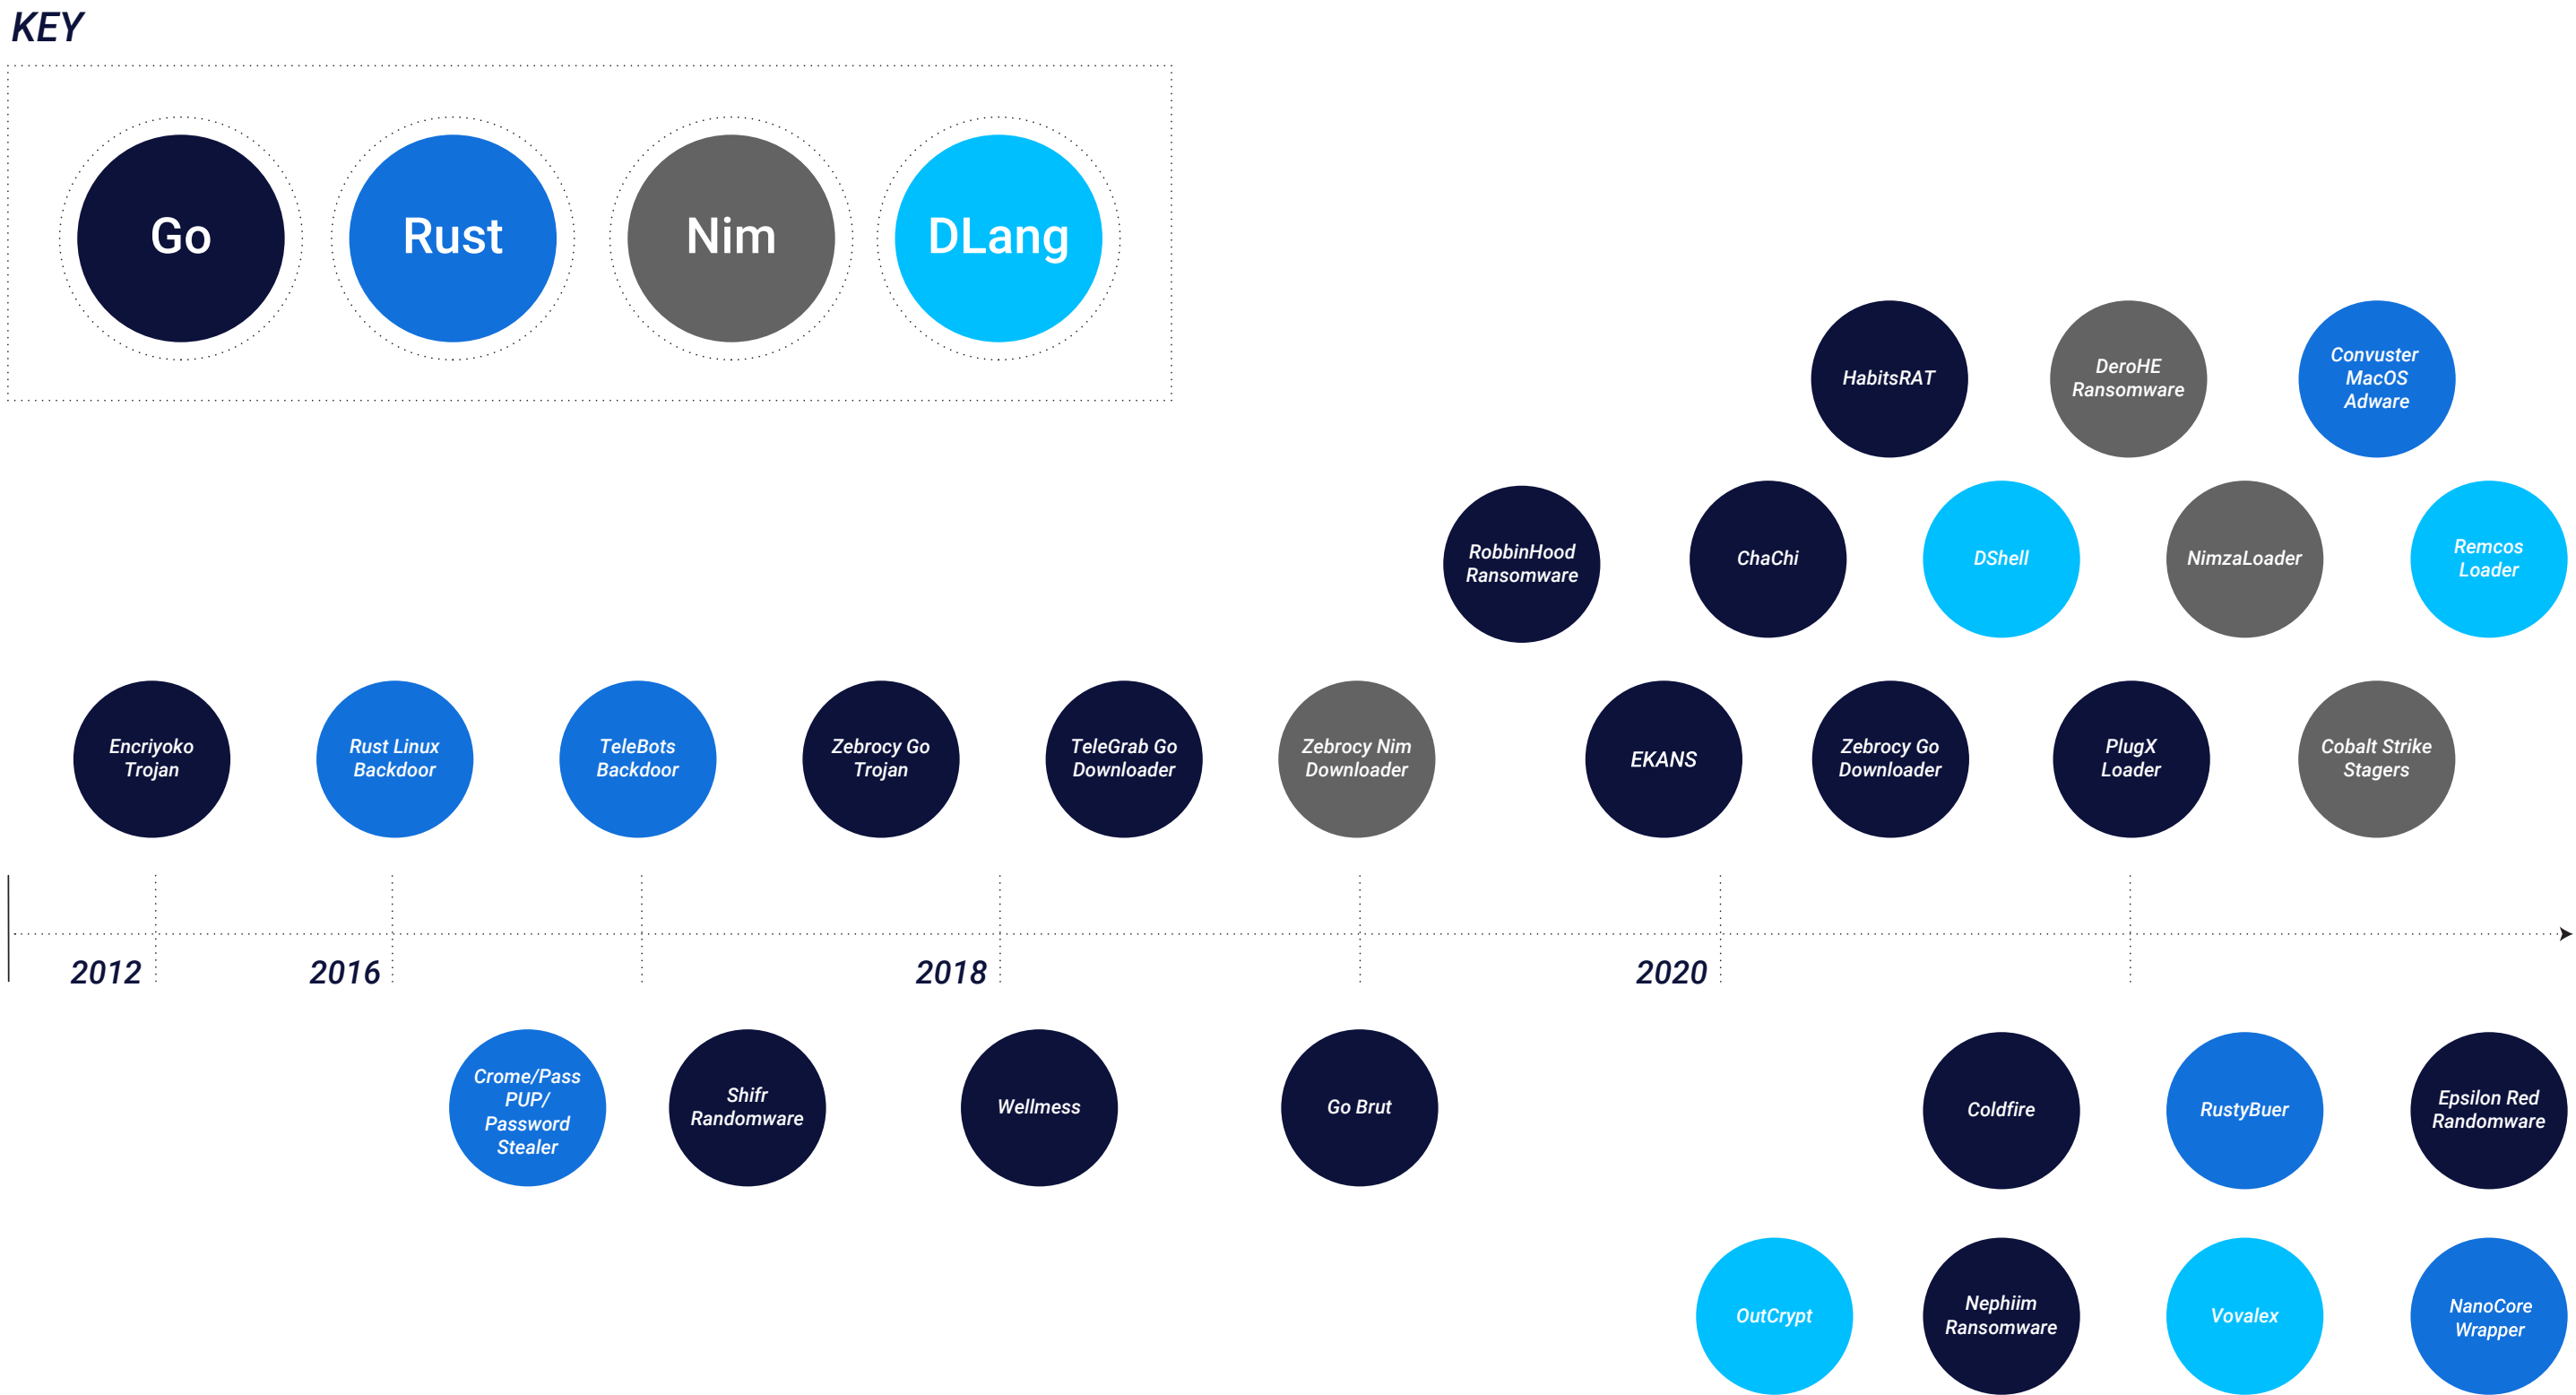 KEY
Go
Rust
Nim
DLang
HabitsRAT
DeroHE
Ransomware
Convuster
MacOS
Adware
RobbinHood
Ransomware
ChaChi
DShell
NimzaLoader
Remcos
Loader
Encriyoko
Trojan
Rust Linux
Backdoor
TeleBots
Backdoor
Zebrocy Go
Trojan
TeleGrab Go
Downloader
Zebrocy Nim
Downloader
EKANS
Zebrocy Go
Downloader
PlugX
Loader
Cobalt Strike
Stagers
2012
2016
2018
2020
Crome/Pass
PUP/
Password
Stealer
Shifr
Randomware
Wellmess
Go Brut
Coldfire
RustyBuer
Epsilon Red
Randomware
OutCrypt
Nephiim
Ransomware
Vovalex
NanoCore
Wrapper